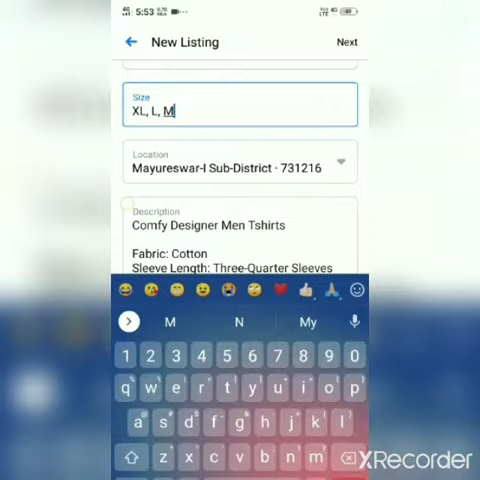 4G 5:53
New Listing Next
Size
XL, L, M
Location
Mayureswar-I Sub-District · 731216
Description
Comfy Designer Men Tshirts
Fabric: Cotton
Sleeve Length: Three-Quarter Sleeves
M N My
1 2 3 4 5 6 7 8 9 0
q w e r t y u i o p
a s d f g h j k l
z x c v b n m
XRecorder